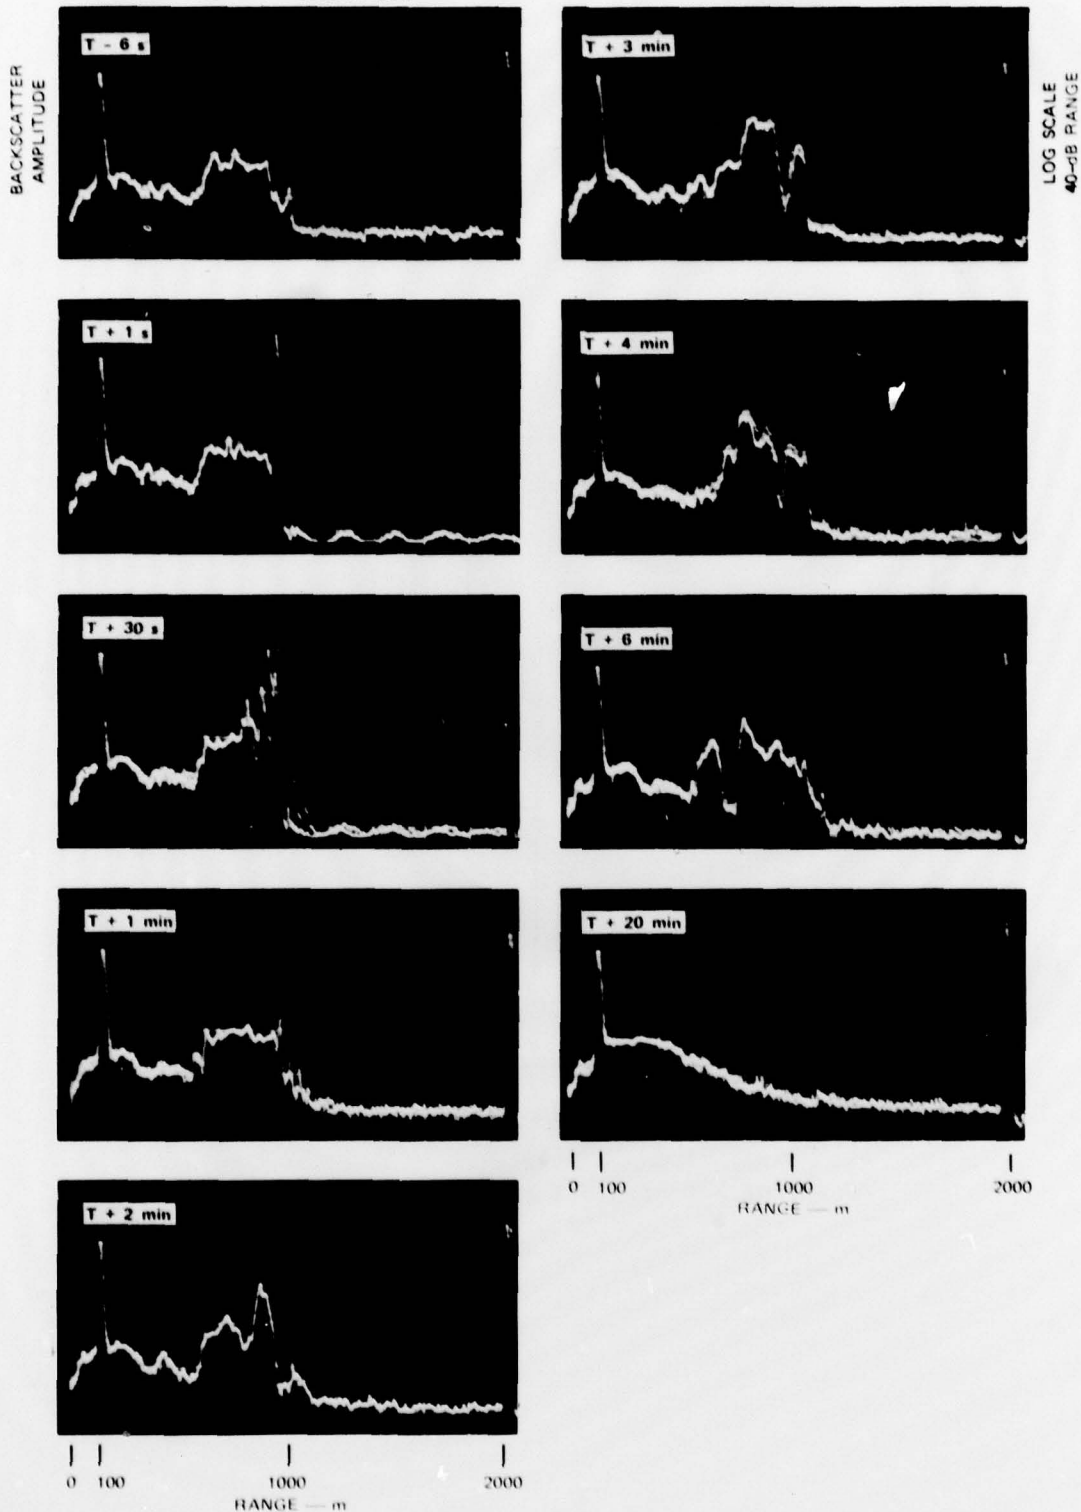 BACKSCATTER
AMPLITUDE
T - 6 s
T + 1 s
T + 30 s
T + 1 min
T + 2 min
0 100 1000 2000
RANGE — m
T + 3 min
T + 4 min
T + 6 min
T + 20 min
0 100 1000 2000
RANGE — m
LOG SCALE
40-dB RANGE